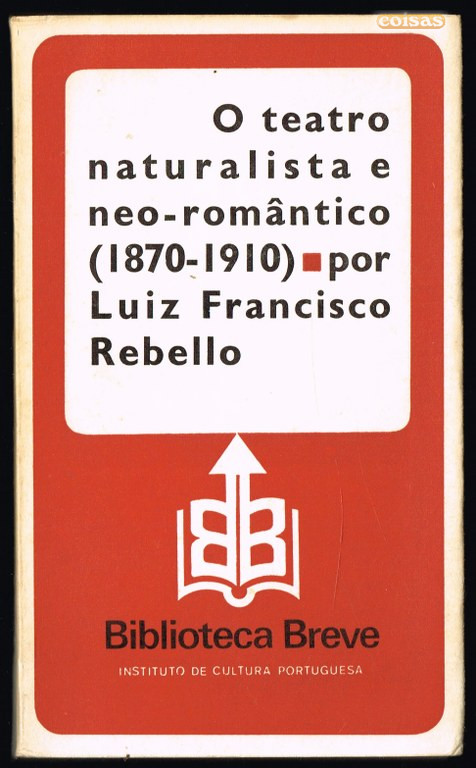 coisas
O teatro
naturalista e
neo-romântico
(1870-1910) ■ por
Luiz Francisco
Rebello
BB
Biblioteca Breve
INSTITUTO DE CULTURA PORTUGUESA